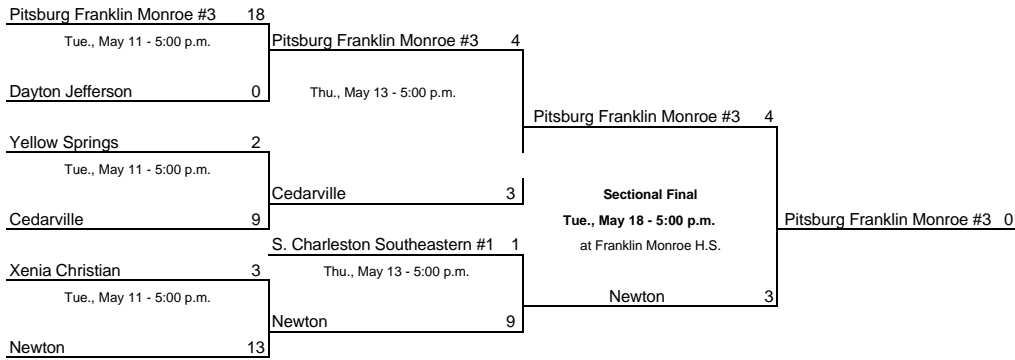 Pitsburg Franklin Monroe #3 18
Tue., May 11 - 5:00 p.m.
Pitsburg Franklin Monroe #3 4
Dayton Jefferson 0
Thu., May 13 - 5:00 p.m.
Pitsburg Franklin Monroe #3 4
Yellow Springs 2
Tue., May 11 - 5:00 p.m.
Cedarville 3
Sectional Final
Cedarville 9
Tue., May 18 - 5:00 p.m.
Pitsburg Franklin Monroe #3 0
S. Charleston Southeastern #1 1
at Franklin Monroe H.S.
Xenia Christian 3
Thu., May 13 - 5:00 p.m.
Tue., May 11 - 5:00 p.m.
Newton 3
Newton 9
Newton 13